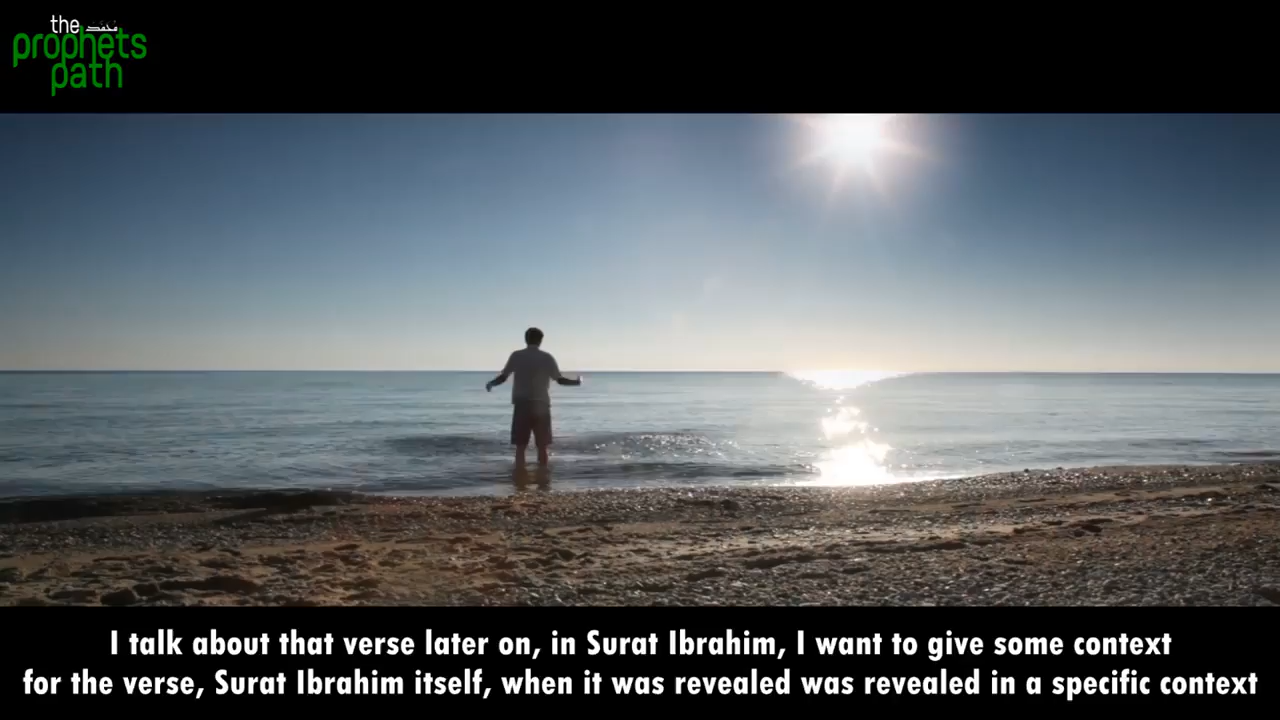 the محمد
prophets
path
I talk about that verse later on, in Surat Ibrahim, I want to give some context
for the verse, Surat Ibrahim itself, when it was revealed was revealed in a specific context